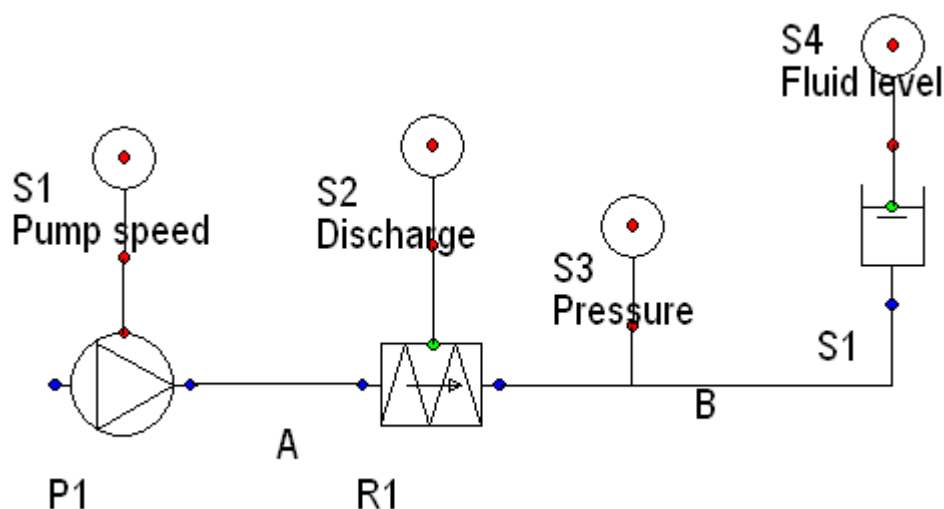 S4
Fluid level
S1
Pump speed
S2
Discharge
S3
Pressure
S1
A
B
P1
R1